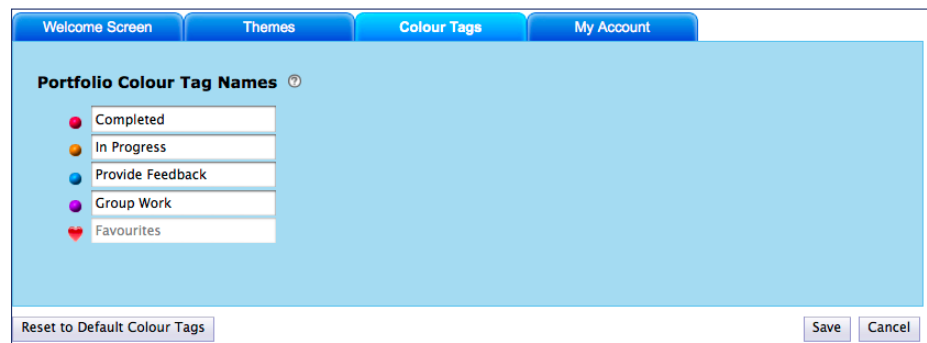 Welcome Screen Themes Colour Tags My Account
Portfolio Colour Tag Names ?
Completed
In Progress
Provide Feedback
Group Work
Favourites
Reset to Default Colour Tags Save Cancel